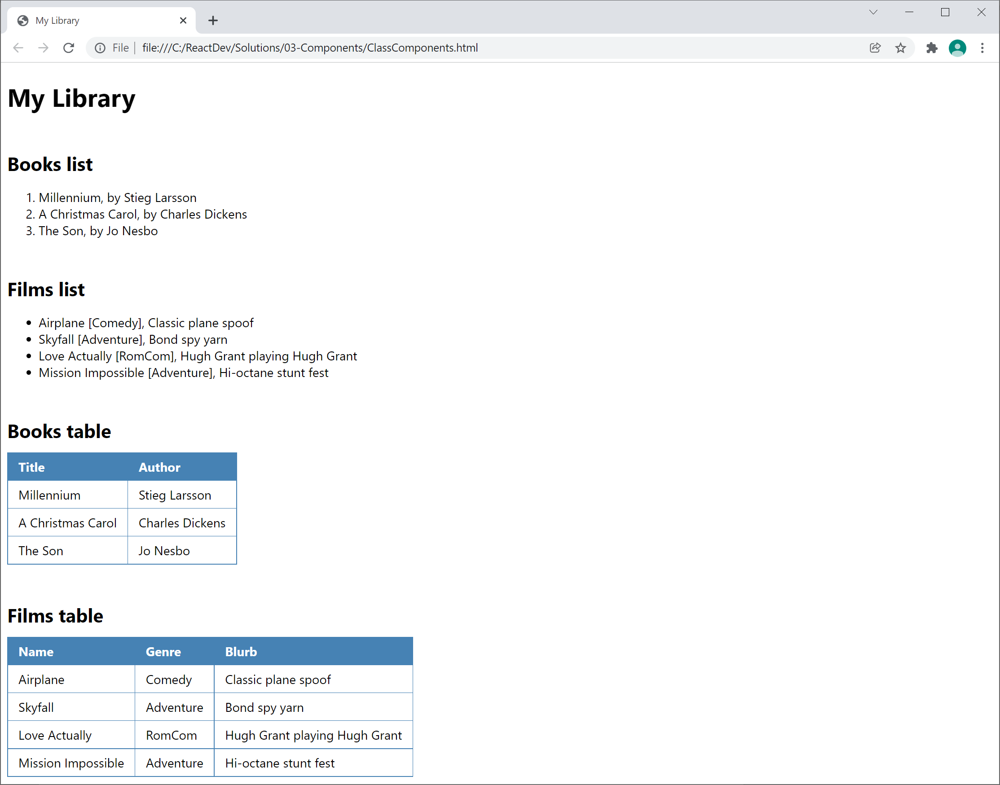 My Library
File file:///C:/ReactDev/Solutions/03-Components/ClassComponents.html
My Library
Books list
1. Millennium, by Stieg Larsson
2. A Christmas Carol, by Charles Dickens
3. The Son, by Jo Nesbo
Films list
• Airplane [Comedy], Classic plane spoof
• Skyfall [Adventure], Bond spy yarn
• Love Actually [RomCom], Hugh Grant playing Hugh Grant
• Mission Impossible [Adventure], Hi-octane stunt fest
Books table
Title Author
Millennium Stieg Larsson
A Christmas Carol Charles Dickens
The Son Jo Nesbo
Films table
Name Genre Blurb
Airplane Comedy Classic plane spoof
Skyfall Adventure Bond spy yarn
Love Actually RomCom Hugh Grant playing Hugh Grant
Mission Impossible Adventure Hi-octane stunt fest